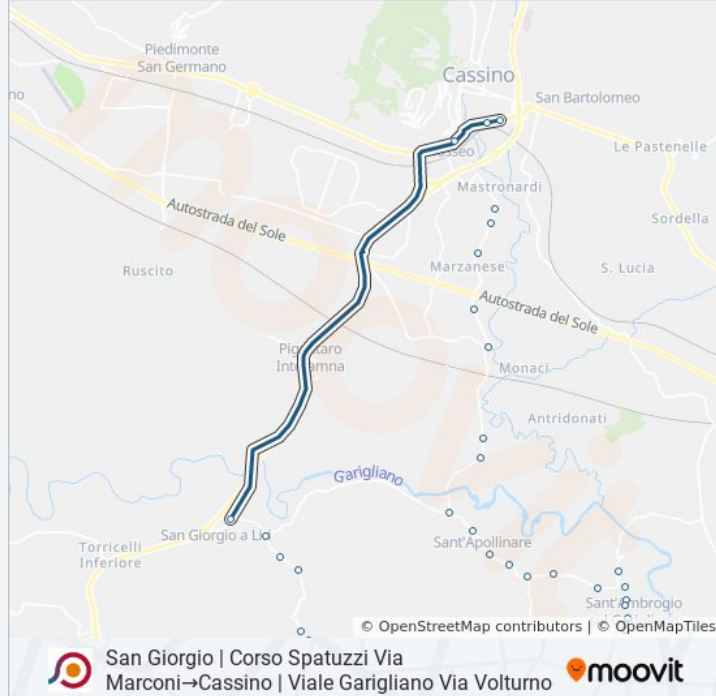 Piedimonte
San Germano
Cassino
San Bartolomeo
Le Pastenelle
Mastronardi
Sordella
Autostrada del Sole
Marzanese
S. Lucia
Ruscito
Autostrada del Sole
Monaci
Antridonati
Garigliano
San Giorgio a Liri
Sant'Apollinare
Torricelli
Inferiore
Sant'Ambrogio
© OpenStreetMap contributors | © OpenMapTiles
San Giorgio | Corso Spatuzzi Via
Marconi→Cassino | Viale Garigliano Via Volturno
moovit